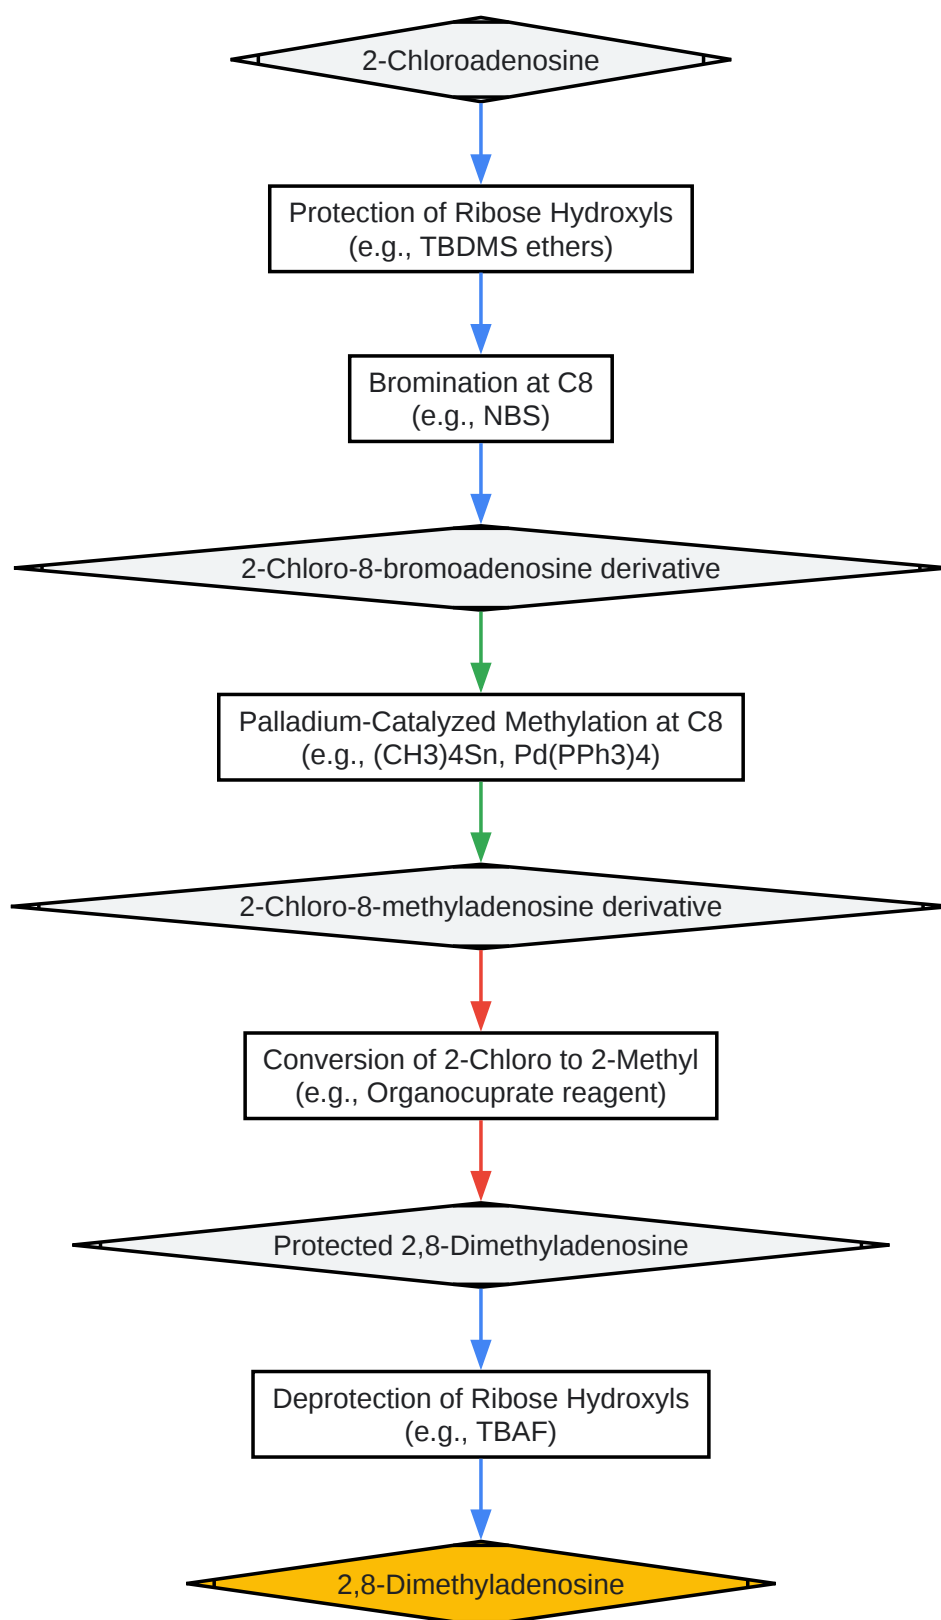 2-Chloroadenosine
Protection of Ribose Hydroxyls
(e.g., TBDMS ethers)
Bromination at C8
(e.g., NBS)
2-Chloro-8-bromoadenosine derivative
Palladium-Catalyzed Methylation at C8
(e.g., (CH3)4Sn, Pd(PPh3)4)
2-Chloro-8-methyladenosine derivative
Conversion of 2-Chloro to 2-Methyl
(e.g., Organocuprate reagent)
Protected 2,8-Dimethyladenosine
Deprotection of Ribose Hydroxyls
(e.g., TBAF)
2,8-Dimethyladenosine